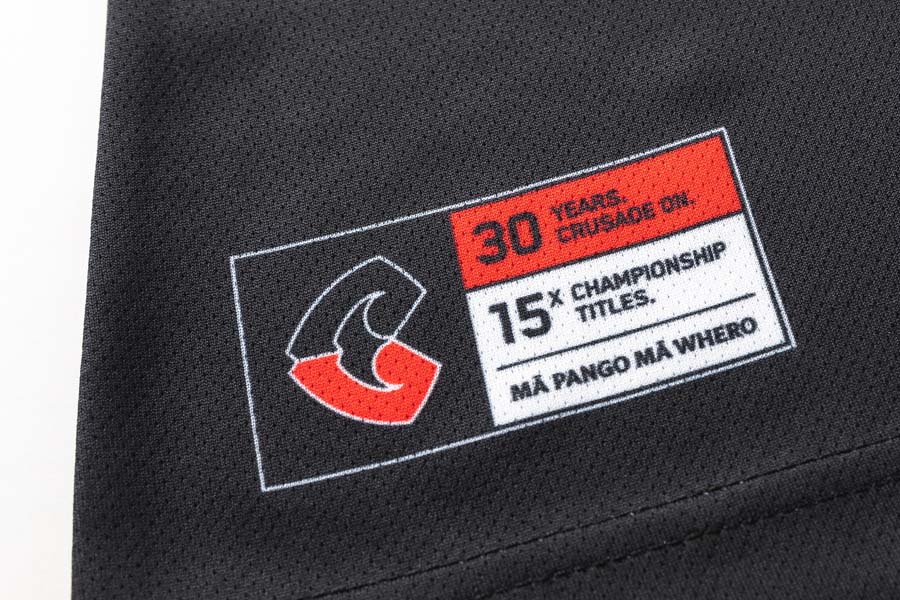 30 YEARS.
CRUSADE ON.
15X CHAMPIONSHIP
TITLES.
MĀ PANGO MĀ WHERO